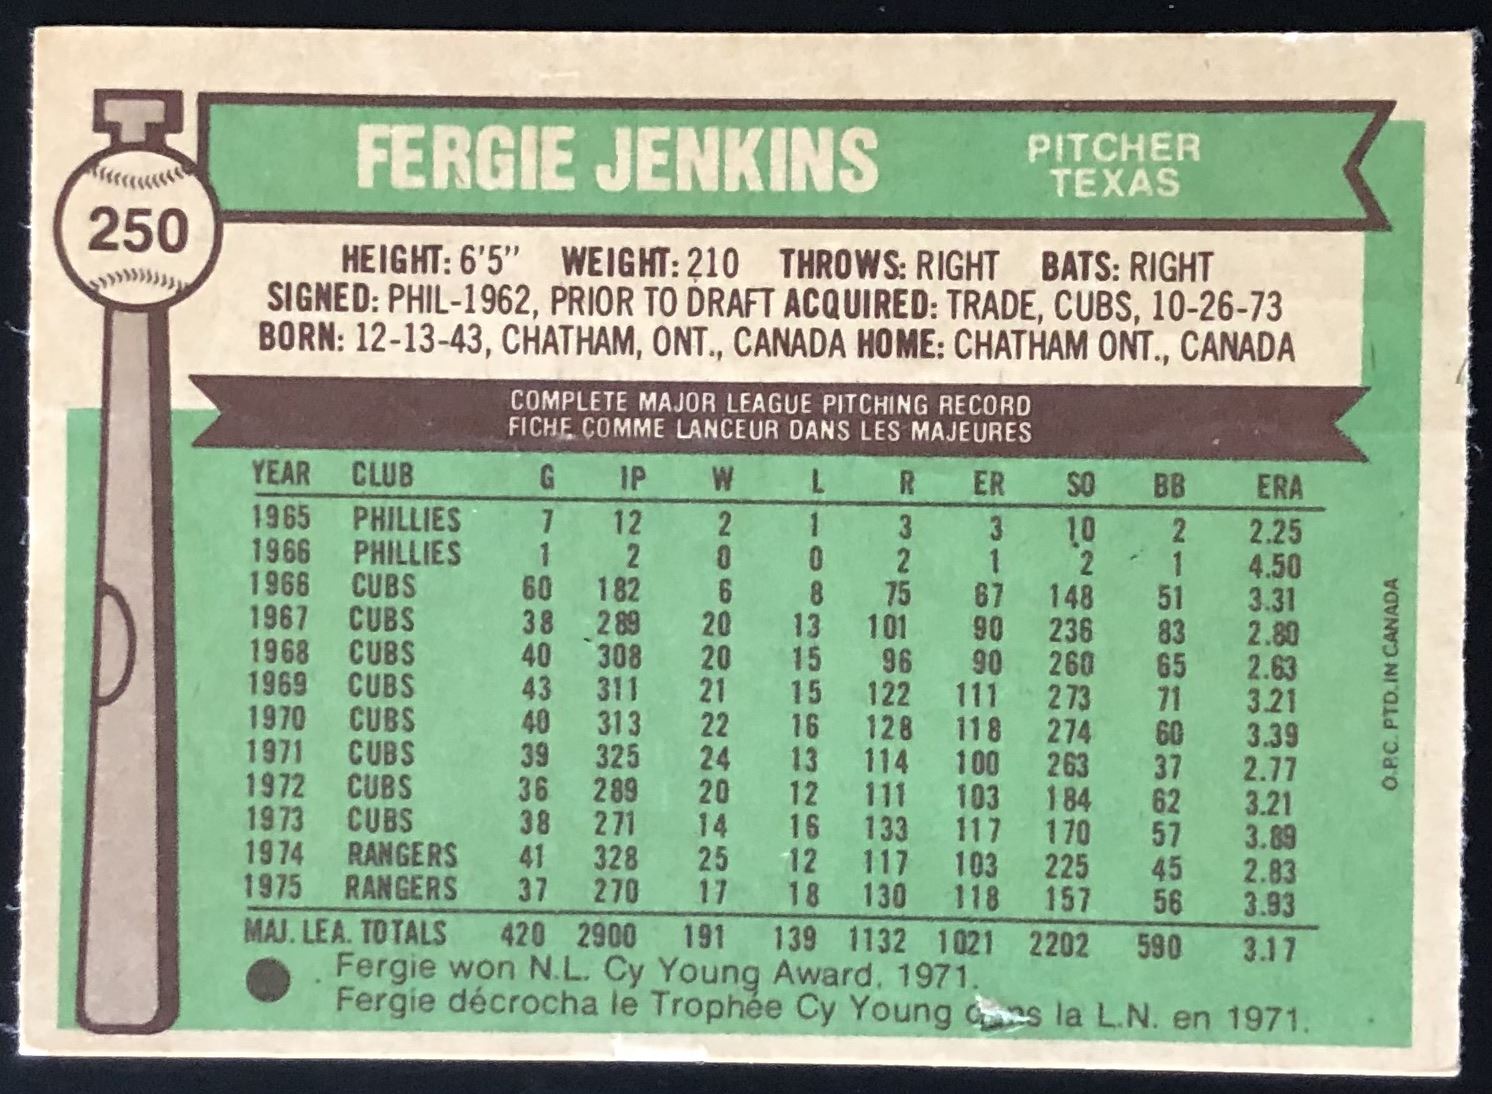 FERGIE JENKINS
PITCHER
TEXAS
250
HEIGHT: 6'5" WEIGHT: 210 THROWS: RIGHT BATS: RIGHT
SIGNED: PHIL-1962, PRIOR TO DRAFT ACQUIRED: TRADE, CUBS, 10-26-73
BORN: 12-13-43, CHATHAM, ONT., CANADA HOME: CHATHAM ONT., CANADA
COMPLETE MAJOR LEAGUE PITCHING RECORD
FICHE COMME LANCEUR DANS LES MAJEURES
YEAR CLUB G IP W L R ER SO BB ERA
1965 PHILLIES 7 12 2 1 3 3 10 2 2.25
1966 PHILLIES 1 2 0 0 2 1 2 1 4.50
1966 CUBS 60 182 6 8 75 67 148 51 3.31
1967 CUBS 38 289 20 13 101 90 236 83 2.80
1968 CUBS 40 308 20 15 96 90 260 65 2.63
1969 CUBS 43 311 21 15 122 111 273 71 3.21
1970 CUBS 40 313 22 16 128 118 274 60 3.39
1971 CUBS 39 325 24 13 114 100 263 37 2.77
1972 CUBS 36 289 20 12 111 103 184 62 3.21
1973 CUBS 38 271 14 16 133 117 170 57 3.89
1974 RANGERS 41 328 25 12 117 103 225 45 2.83
1975 RANGERS 37 270 17 18 130 118 157 56 3.93
MAJ. LEA. TOTALS 420 2900 191 139 1132 1021 2202 590 3.17
Fergie won N.L. Cy Young Award, 1971.
Fergie décrocha le Trophée Cy Young dans la L.N. en 1971.
O.P.C. PTD. IN CANADA